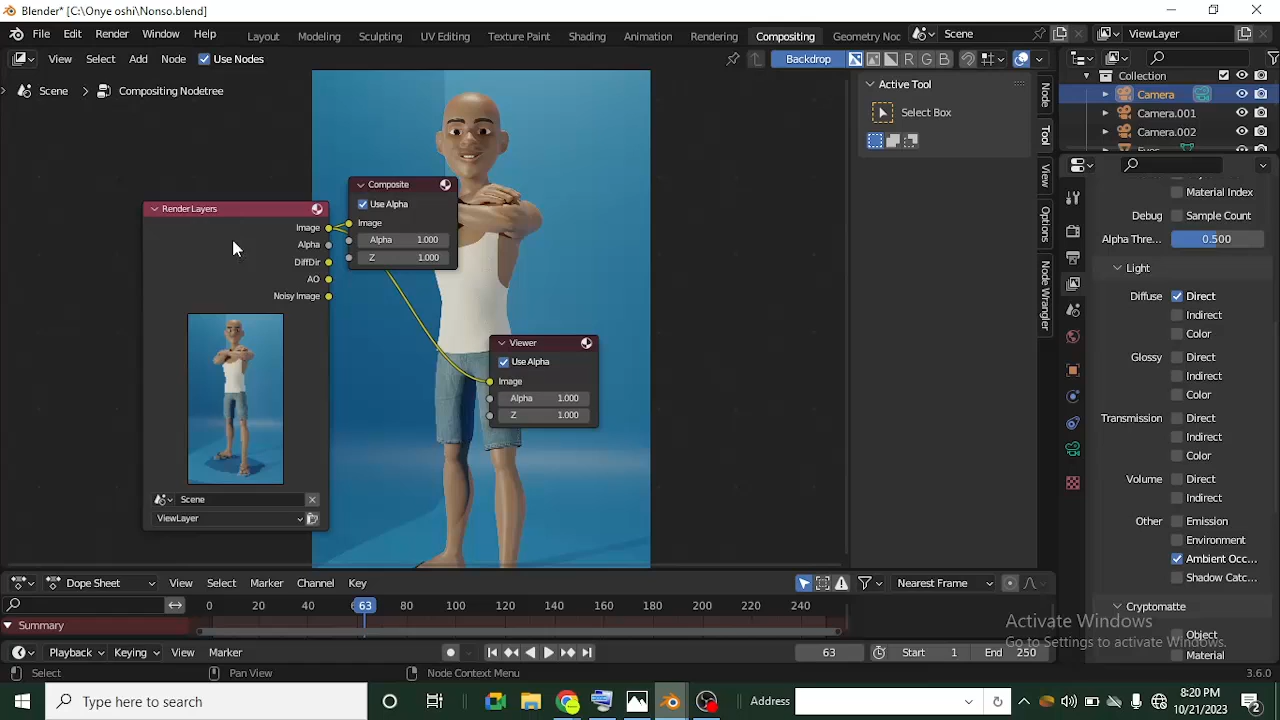 Blender* [C:\Onye oshi\Nonso.blend]
File Edit Render Window Help Layout Modeling Sculpting UV Editing Texture Paint Shading Animation Rendering Compositing Geometry Noc Scene ViewLayer
View Select Add Node Use Nodes Backdrop R G B
Scene > Compositing Nodetree
Active Tool
Select Box
Node
Tool
View
Options
Node Wrangler
Collection
Camera
Camera.001
Camera.002
Composite
Use Alpha
Image
Alpha 1.000
Z 1.000
Render Layers
Image
Alpha
DiffDir
AO
Noisy Image
Scene
ViewLayer
Viewer
Use Alpha
Image
Alpha 1.000
Z 1.000
Material Index
Debug Sample Count
Alpha Thre... 0.500
Light
Diffuse Direct
Indirect
Color
Glossy Direct
Indirect
Color
Transmission Direct
Indirect
Color
Volume Direct
Indirect
Other Emission
Environment
Ambient Occ...
Shadow Catc...
Cryptomatte
Object
Material
Dope Sheet View Select Marker Channel Key Nearest Frame
0 20 40 63 80 100 120 140 160 180 200 220 240
Summary
Playback Keying View Marker 63 Start 1 End 250
Activate Windows
Go to Settings to activate Windows.
Select Pan View Node Context Menu 3.6.0
Type here to search Address 8:20 PM
10/27/2023 2